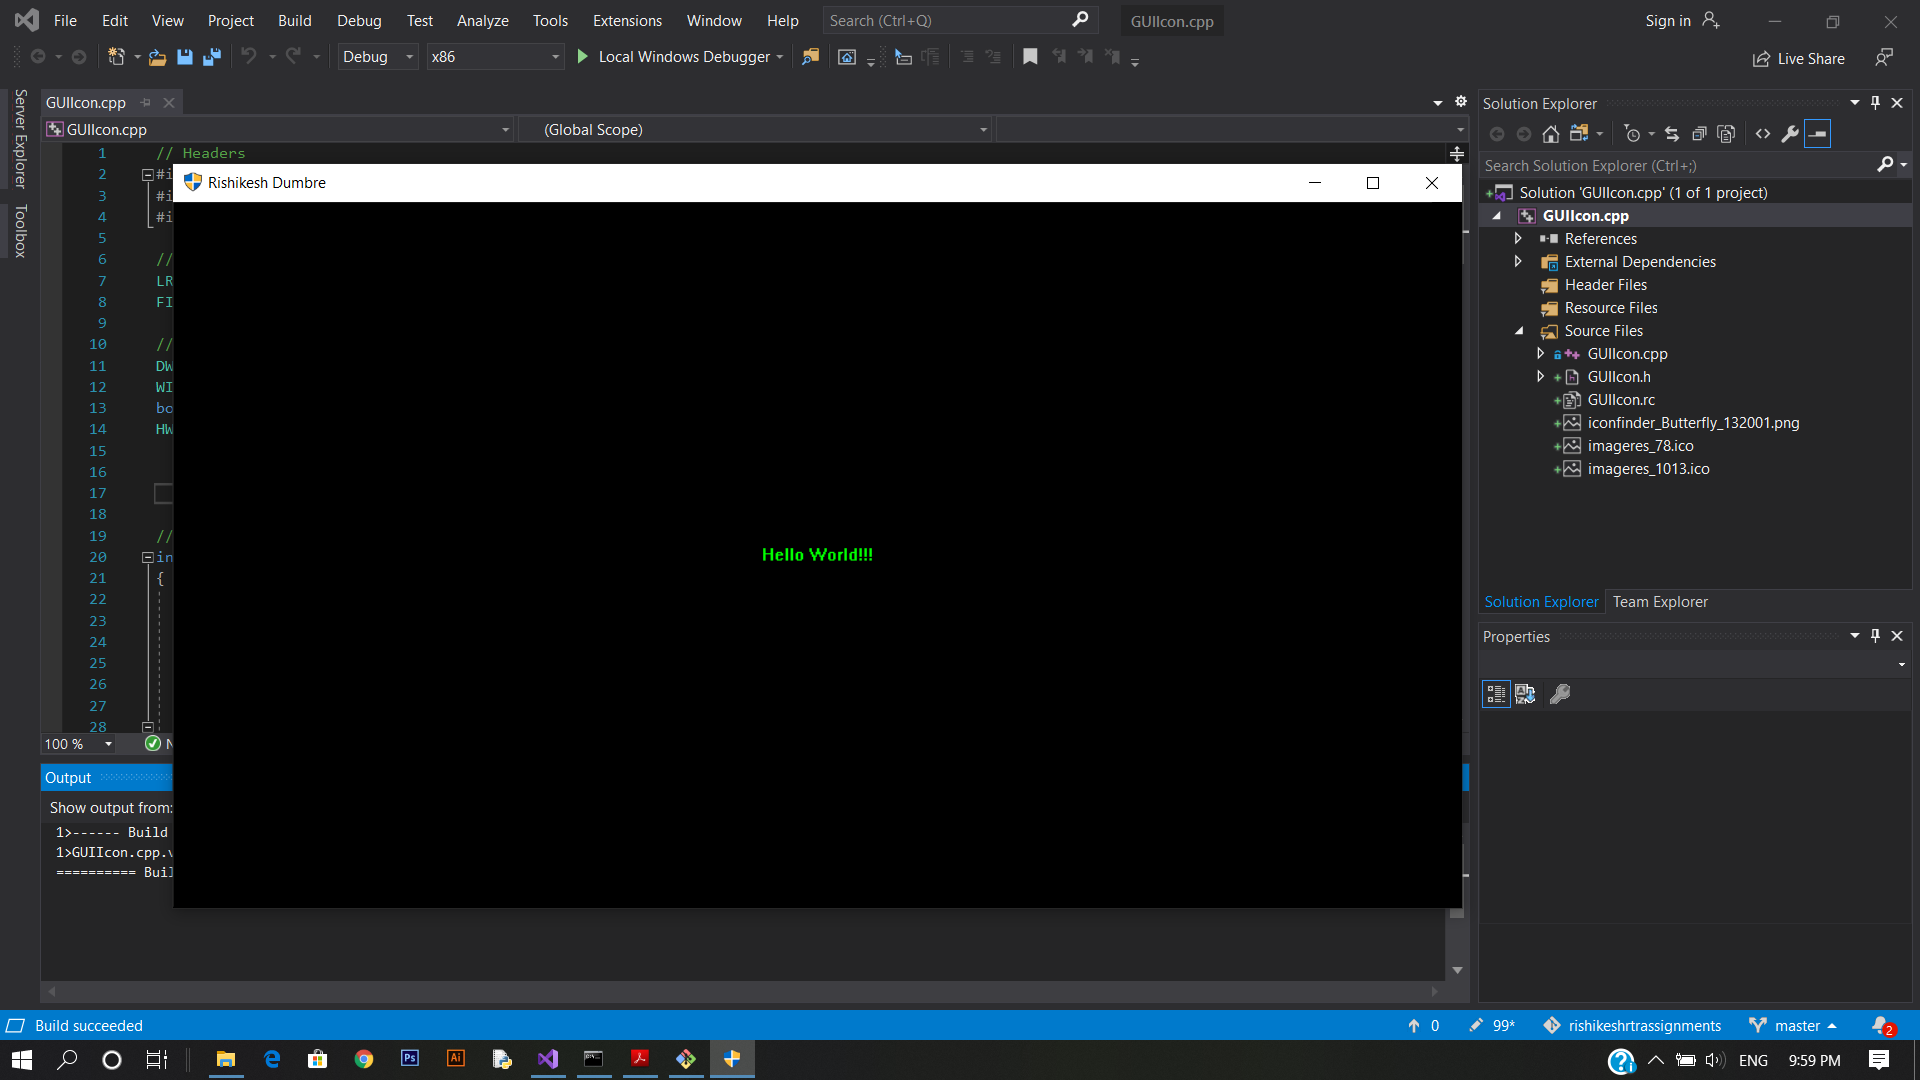 File Edit View Project Build Debug Test Analyze Tools Extensions Window Help Search (Ctrl+Q) GUIIcon.cpp Sign in
Debug x86 Local Windows Debugger Live Share
Server Explorer
Toolbox
GUIIcon.cpp
GUIIcon.cpp (Global Scope)
1 // Headers
2 #i
3 #i
4 #i
5
6 //
7 LR
8 FI
9
10 //
11 DW
12 WI
13 bo
14 HW
15
16
17
18
19 //
20 in
21 {
22
23
24
25
26
27
28
100 % N
Rishikesh Dumbre
Hello World!!!
Output
Show output from:
1>------ Build
1>GUIIcon.cpp.v
========== Buil
Solution Explorer
Search Solution Explorer (Ctrl+;)
Solution 'GUIIcon.cpp' (1 of 1 project)
GUIIcon.cpp
References
External Dependencies
Header Files
Resource Files
Source Files
GUIIcon.cpp
GUIIcon.h
GUIIcon.rc
iconfinder_Butterfly_132001.png
imageres_78.ico
imageres_1013.ico
Solution Explorer Team Explorer
Properties
Build succeeded 0 99* rishikeshrtrassignments master 2
Ps Ai ENG 9:59 PM